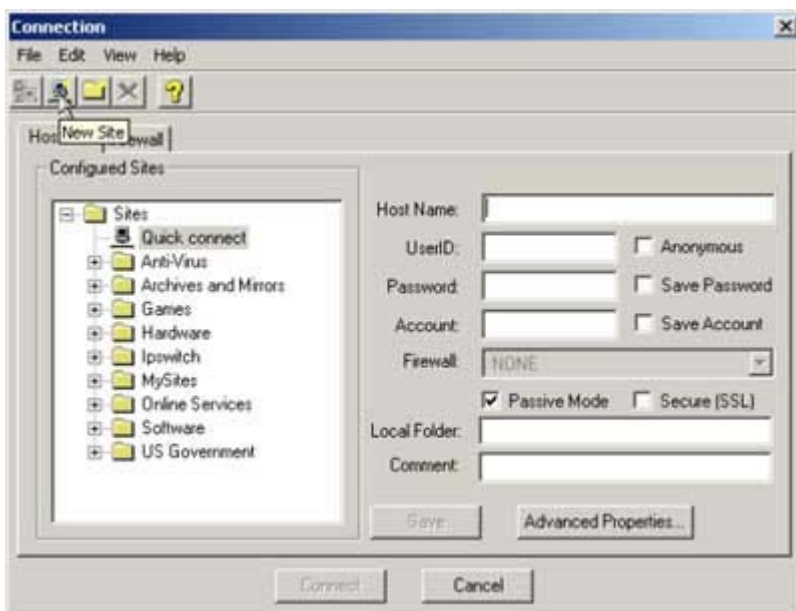 Connection
File Edit View Help
New Site
Configured Sites
Sites
Quick connect
Anti-Virus
Archives and Mirrors
Games
Hardware
Ipswitch
MySites
Online Services
Software
US Government
Host Name:
UserID:
Anonymous
Password:
Save Password
Account:
Save Account
Firewall:
NONE
Passive Mode
Secure (SSL)
Local Folder:
Comment:
Save
Advanced Properties...
Connect
Cancel